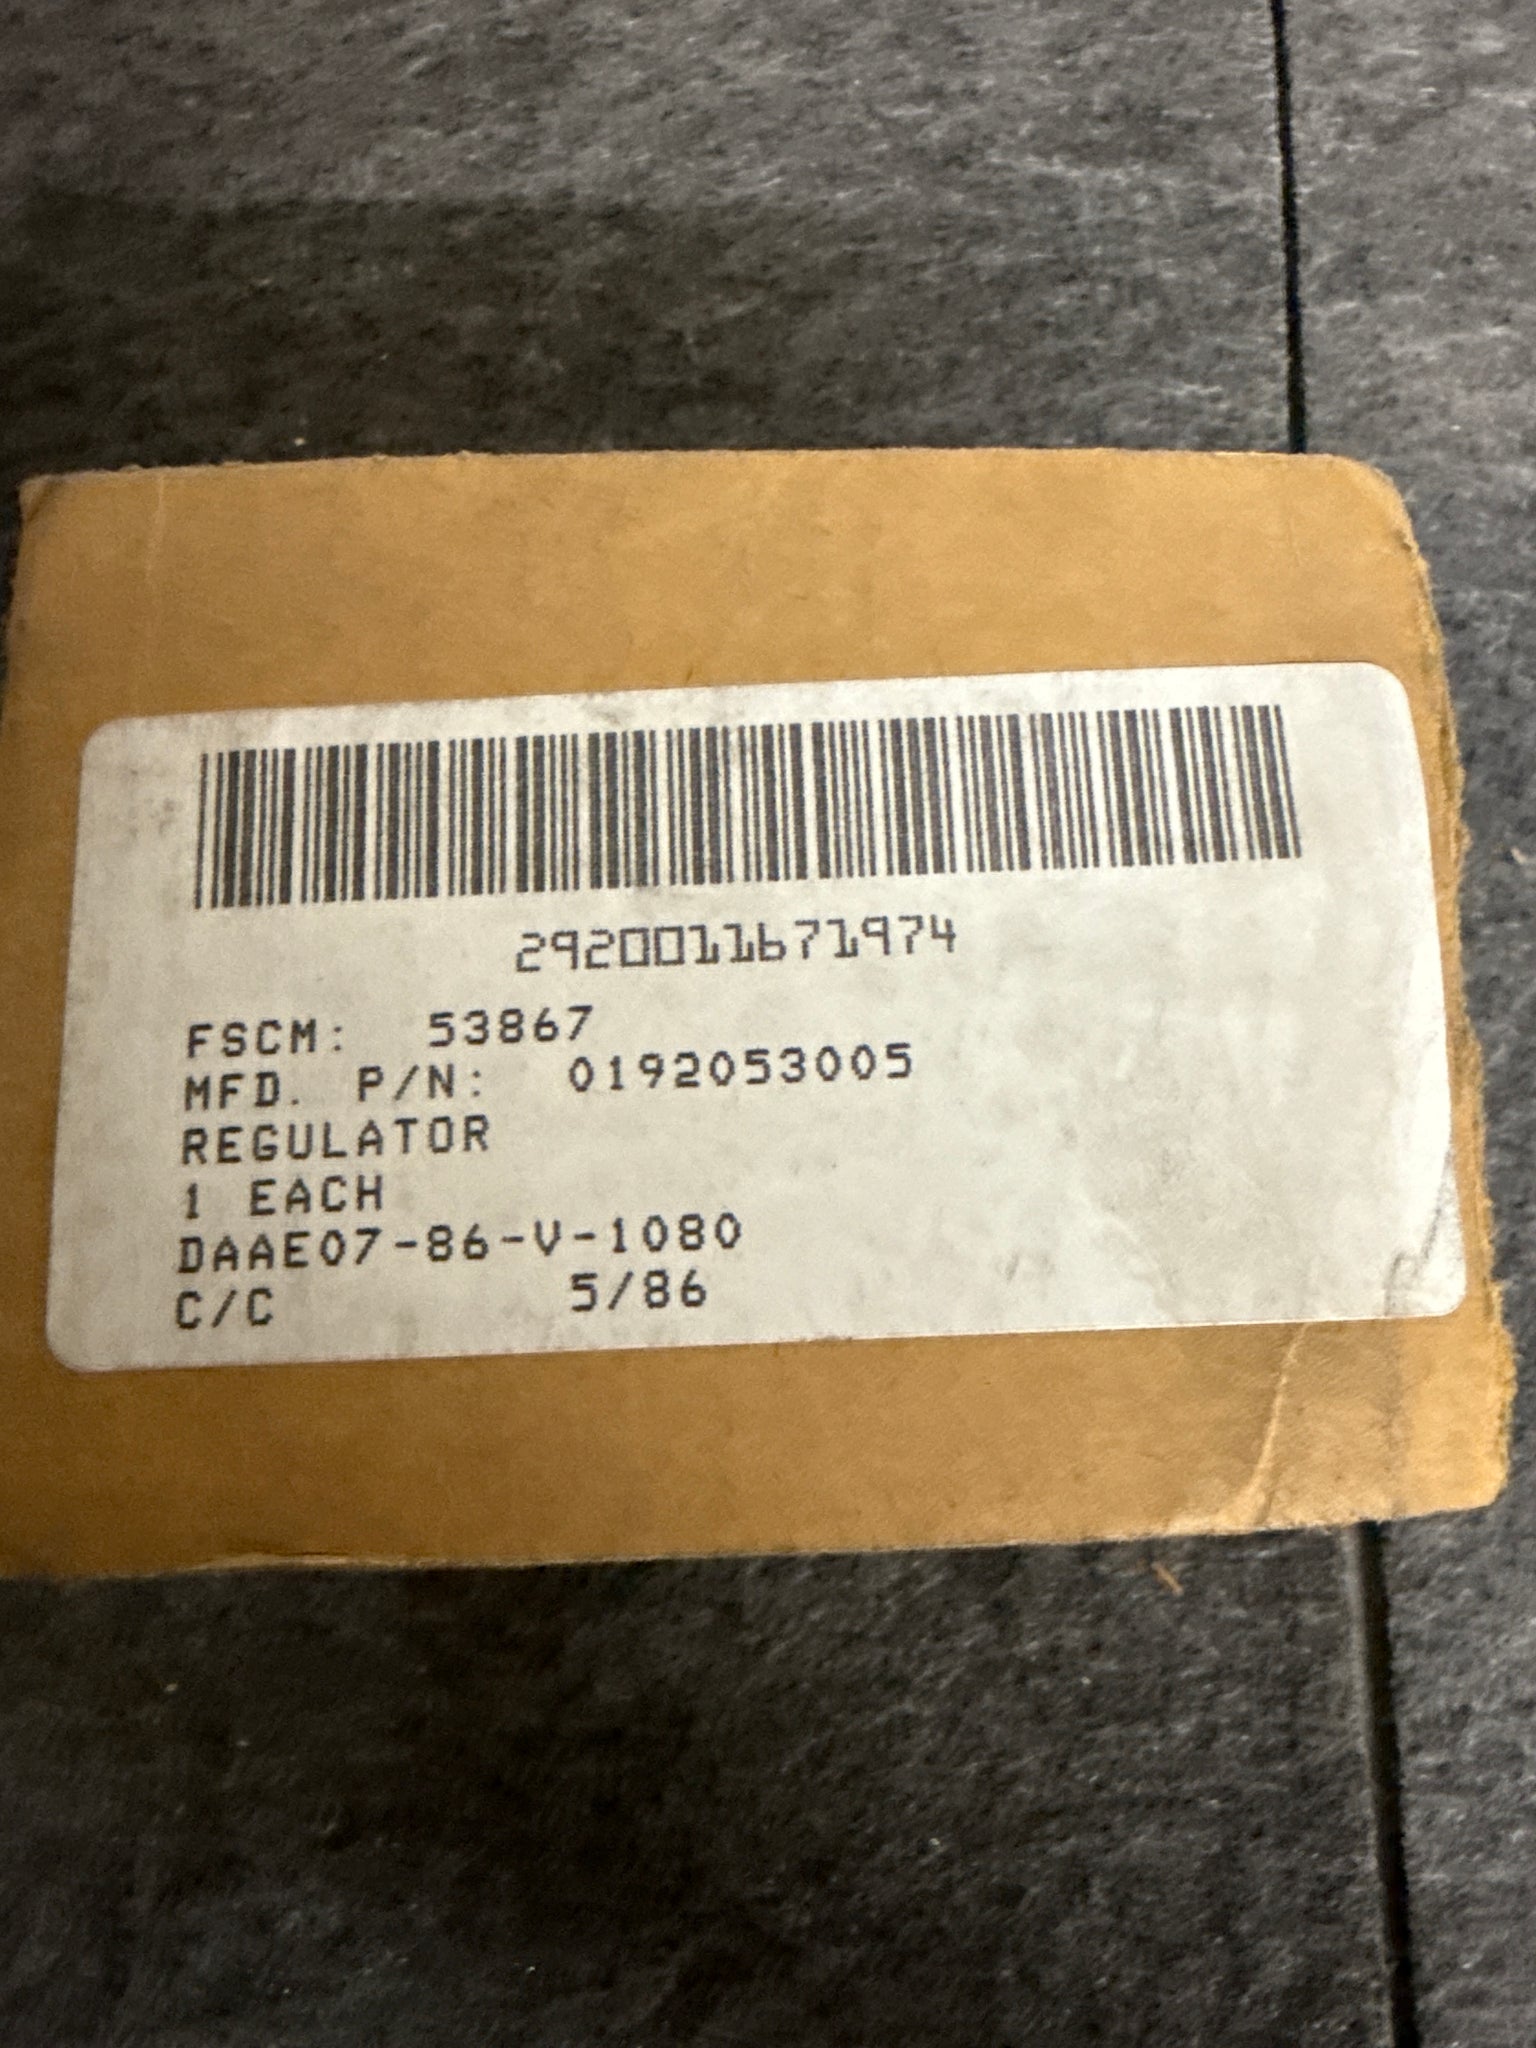 2920011671974
FSCM: 53867
MFD. P/N: 0192053005
REGULATOR
1 EACH
DAAE07-86-V-1080
C/C 5/86